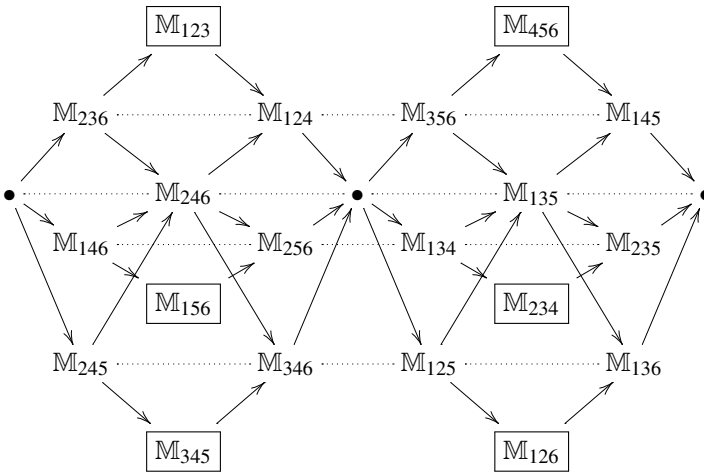 𝕄₁₂₃ 𝕄₄₅₆
𝕄₂₃₆ 𝕄₁₂₄ 𝕄₃₅₆ 𝕄₁₄₅
𝕄₂₄₆ 𝕄₁₃₅
𝕄₁₄₆ 𝕄₂₅₆ 𝕄₁₃₄ 𝕄₂₃₅
𝕄₁₅₆ 𝕄₂₃₄
𝕄₂₄₅ 𝕄₃₄₆ 𝕄₁₂₅ 𝕄₁₃₆
𝕄₃₄₅ 𝕄₁₂₆